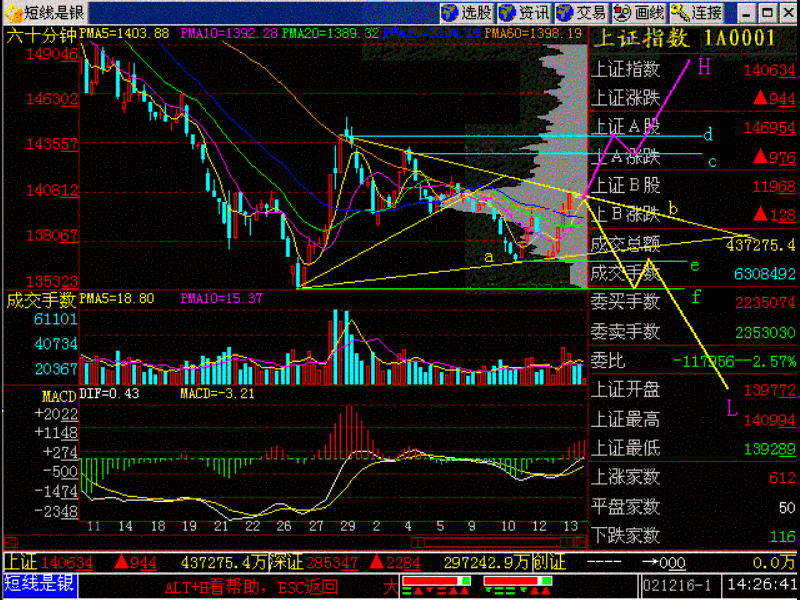 短线是银 选股 资讯 交易 画线 连接
六十分钟 PMA5=1403.88 PMA10=1392.28 PMA20=1389.32 PMA60=1398.19 上证指数 1A0001
149046
146302
143557
140812
138067
135323
上证指数 140634
上证涨跌 ▲944
上证A股 146954
上A涨跌 ▲976
上证B股 11968
上B涨跌 ▲128
成交总额 437275.4
成交手数 6308492
委买手数 2235074
委卖手数 2353030
委比 -117956--2.57%
上证开盘 139772
上证最高 140994
上证最低 139289
上涨家数 612
平盘家数 50
下跌家数 116
H
d
c
b
a
e
f
L
成交手数 PMA5=18.80 PMA10=15.37
61101
40734
20367
MACD DIF=0.43 MACD=-3.21
+2022
+1148
+274
-500
-1474
-2348
11 14 18 19 21 22 26 27 29 2 4 5 9 10 12 13
上证 140634 ▲944 437275.4万 深证 285347 ▲2284 297242.9万 创证 ---- →000 0.0万
短线是银 ALT+H看帮助，ESC返回 大 021216-1 14:26:41